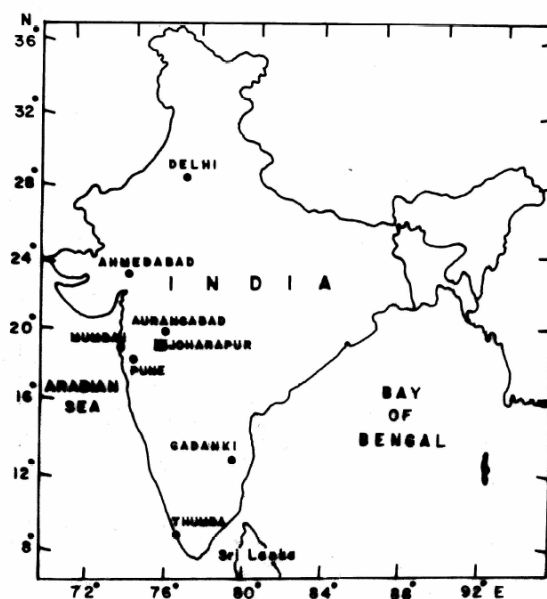 N.
36°
32°
DELHI
28°
24°
AHMEDABAD
INDIA
AURANGABAD
20°
MUMBAI
JOHARAPUR
PUNE
16°
ARABIAN
SEA
BAY
OF
BENGAL
GADANKI
12°
THUMBA
8°
Sri Lanka
72° 76° 80° 84° 88° 92° E